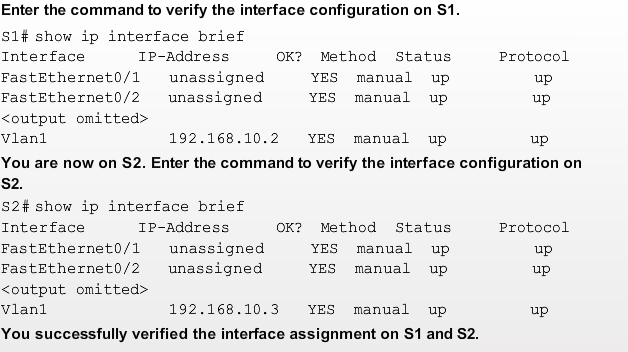 Enter the command to verify the interface configuration on S1.
S1# show ip interface brief
Interface IP-Address OK? Method Status Protocol
FastEthernet0/1 unassigned YES manual up up
FastEthernet0/2 unassigned YES manual up up
<output omitted>
Vlan1 192.168.10.2 YES manual up up
You are now on S2. Enter the command to verify the interface configuration on
S2.
S2# show ip interface brief
Interface IP-Address OK? Method Status Protocol
FastEthernet0/1 unassigned YES manual up up
FastEthernet0/2 unassigned YES manual up up
<output omitted>
Vlan1 192.168.10.3 YES manual up up
You successfully verified the interface assignment on S1 and S2.